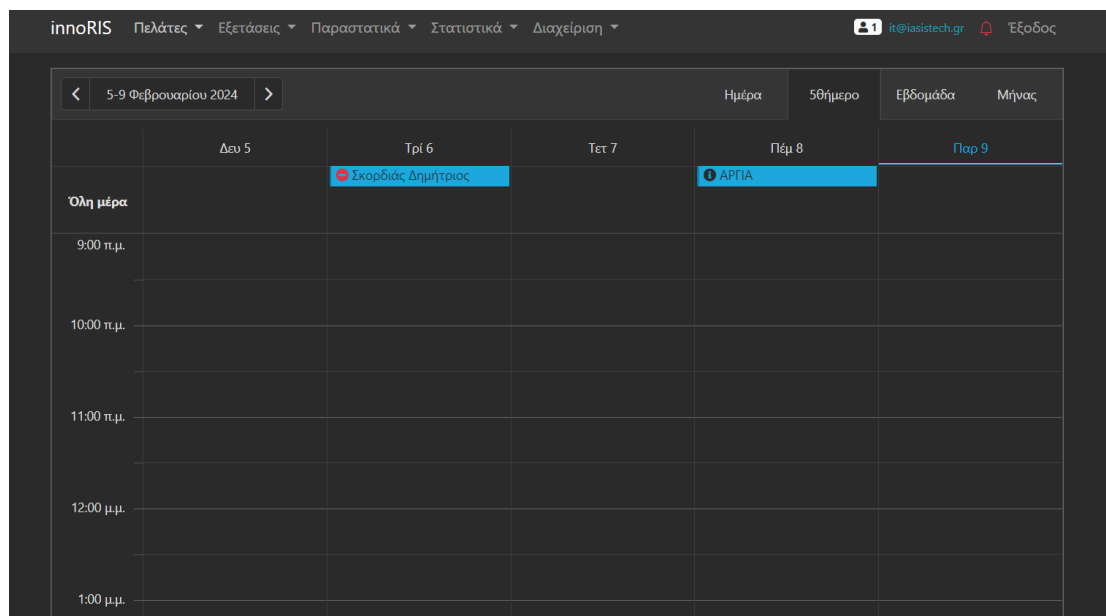 innoRIS Πελάτες Εξετάσεις Παραστατικά Στατιστικά Διαχείριση 1 it@iasistech.gr Έξοδος
5-9 Φεβρουαρίου 2024 Ημέρα 5θήμερο Εβδομάδα Μήνας
Δευ 5 Τρί 6 Τετ 7 Πέμ 8 Παρ 9
Σκορδιάς Δημήτριος ΑΡΓΙΑ
Όλη μέρα
9:00 π.μ.
10:00 π.μ.
11:00 π.μ.
12:00 μ.μ.
1:00 μ.μ.